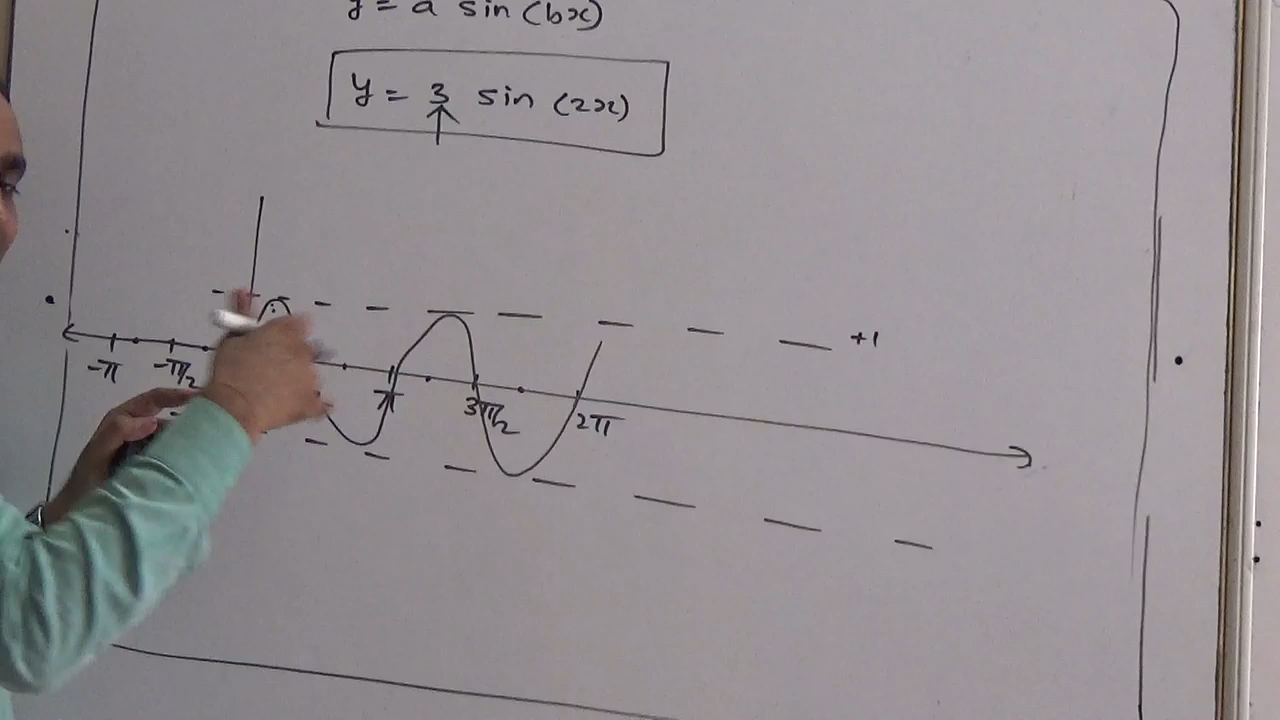 y = a sin (bx)
y = 3 sin (2x)
+1
-π -π/2 π 3π/2 2π